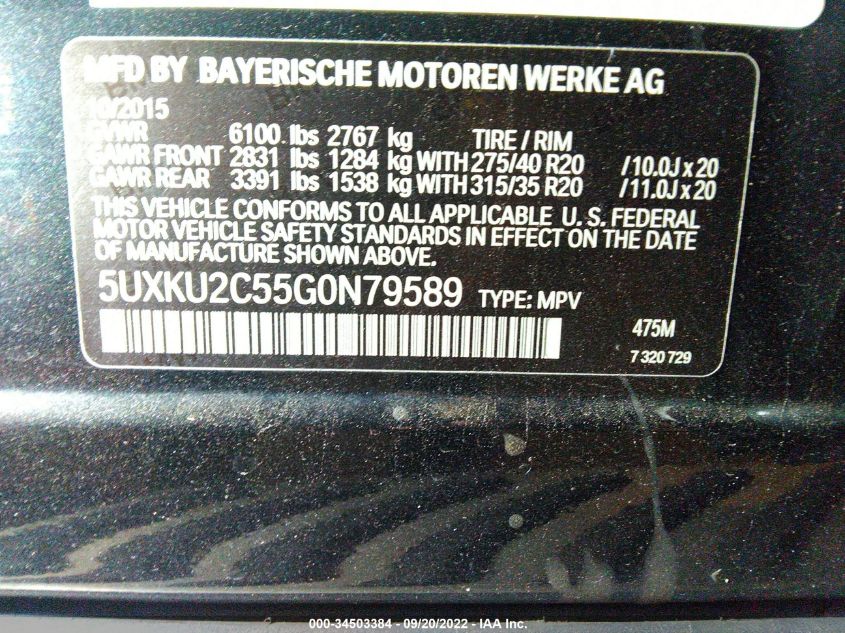 MFD BY BAYERISCHE MOTOREN WERKE AG
10/2015
GVWR 6100 lbs 2767 kg TIRE / RIM
GAWR FRONT 2831 lbs 1284 kg WITH 275/40 R20 / 10.0J x 20
GAWR REAR 3391 lbs 1538 kg WITH 315/35 R20 / 11.0J x 20
THIS VEHICLE CONFORMS TO ALL APPLICABLE U.S. FEDERAL
MOTOR VEHICLE SAFETY STANDARDS IN EFFECT ON THE DATE
OF MANUFACTURE SHOWN ABOVE.
5UXKU2C55G0N79589 TYPE: MPV
475M
7 320 729
000-34503384 - 09/20/2022 - IAA Inc.